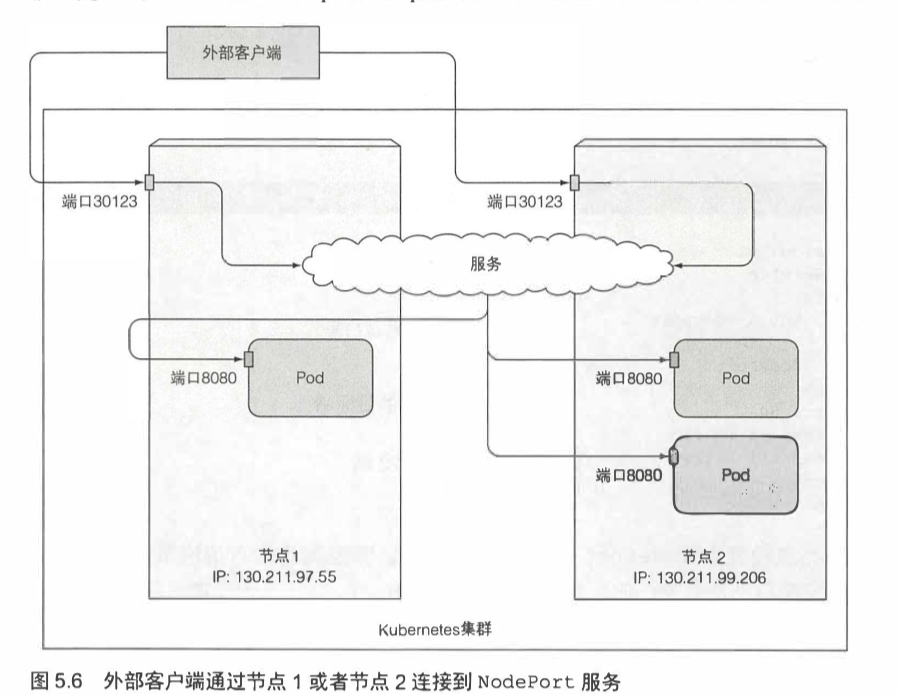 外部客户端
端口30123
端口30123
服务
端口8080
Pod
端口8080
Pod
端口8080
Pod
节点1
IP: 130.211.97.55
节点 2
IP: 130.211.99.206
Kubernetes集群
图 5.6 外部客户端通过节点 1 或者节点 2 连接到 NodePort 服务